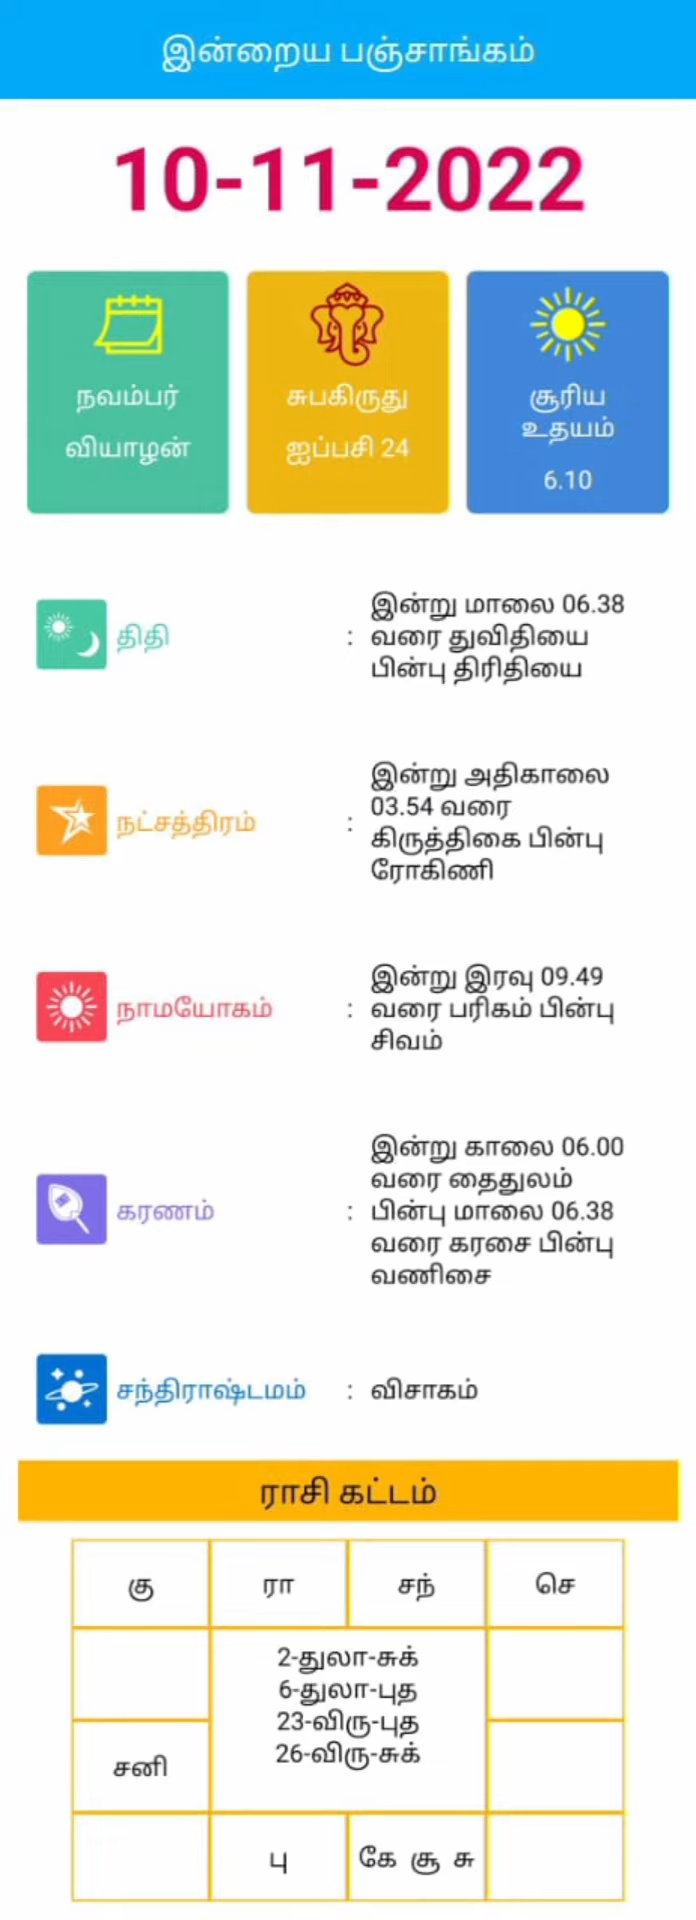 இன்றைய பஞ்சாங்கம்
10-11-2022
நவம்பர்
வியாழன்
சுபகிருது
ஐப்பசி 24
சூரிய
உதயம்
6.10
திதி
:
இன்று மாலை 06.38
வரை துவிதியை
பின்பு திரிதியை
நட்சத்திரம்
:
இன்று அதிகாலை
03.54 வரை
கிருத்திகை பின்பு
ரோகிணி
நாமயோகம்
:
இன்று இரவு 09.49
வரை பரிகம் பின்பு
சிவம்
கரணம்
:
இன்று காலை 06.00
வரை தைதுலம்
பின்பு மாலை 06.38
வரை கரசை பின்பு
வணிசை
சந்திராஷ்டமம் : விசாகம்
ராசி கட்டம்
கு ரா சந் செ
2-துலா-சுக்
6-துலா-புத
23-விரு-புத
26-விரு-சுக்
சனி
பு கே சூ சு